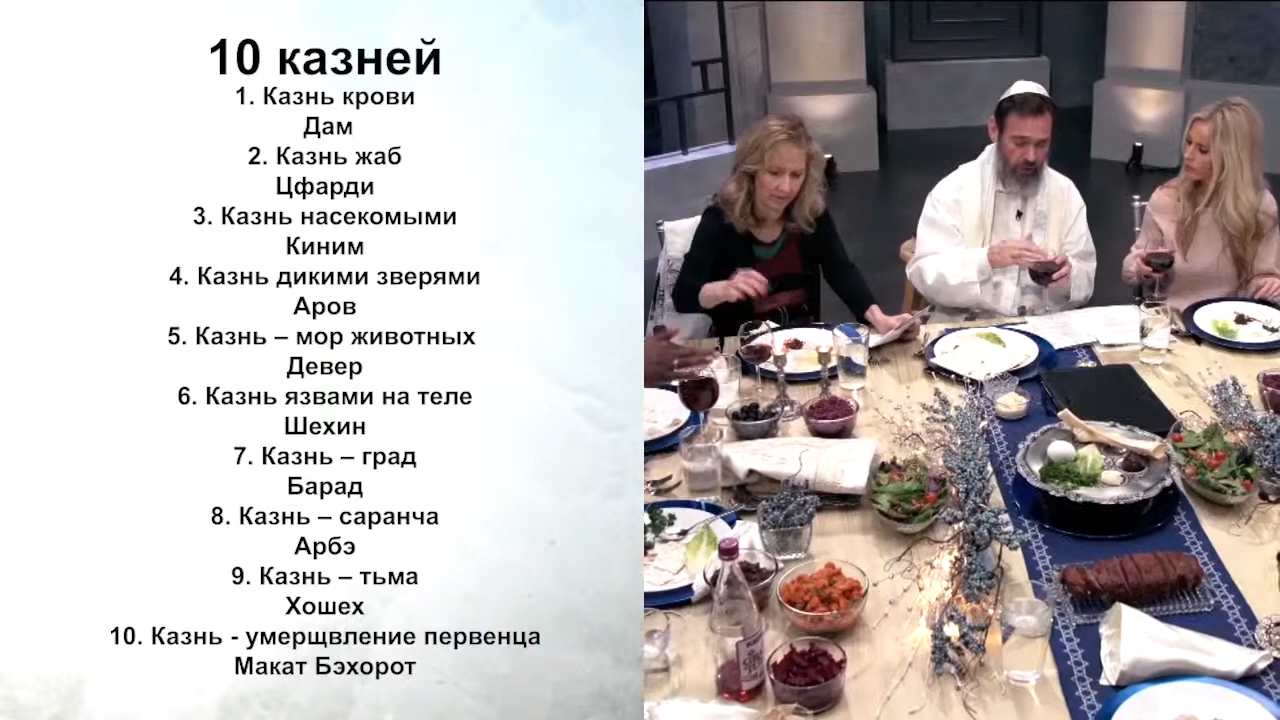 10 казней
1. Казнь крови
Дам
2. Казнь жаб
Цфарди
3. Казнь насекомыми
Киним
4. Казнь дикими зверями
Аров
5. Казнь – мор животных
Девер
6. Казнь язвами на теле
Шехин
7. Казнь – град
Барад
8. Казнь – саранча
Арбэ
9. Казнь – тьма
Хошех
10. Казнь - умерщвление первенца
Макат Бэхорот